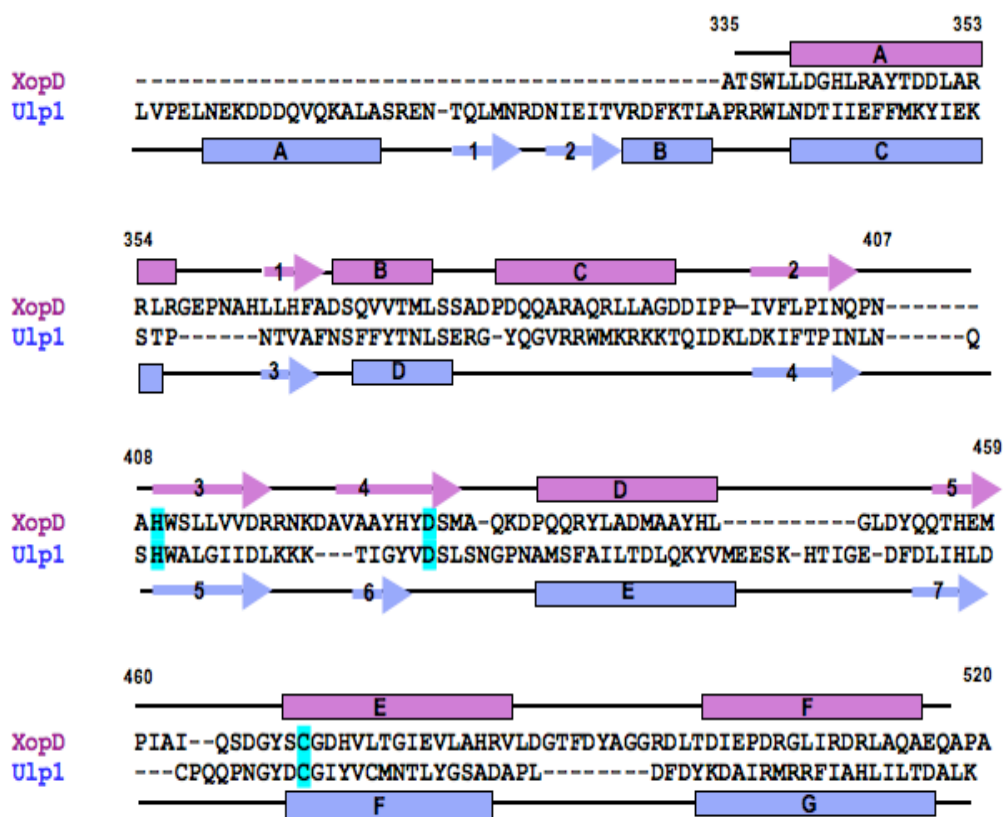 335 353
A
XopD ----------------------------------ATSWLLDGHLRAYTDDLAR
Ulp1 LVPELNEKDDDQVQKALASREN-TQLMNRDNIEITVRDFKTLAPRRWLNDTIIEFFMKYIEK
A 1 2 B C
354 407
1 B C 2
XopD RLRGEPNAHLLHFADSQVVTMLSSADPDQQARAQRLLAGDDIPP-IVFLPINQPN-------
Ulp1 STP------NTVAFNSFFYTNLSERG-YQGVRRWMKRKKTQIDKLDKIFTPINLN------Q
3 D 4
408 459
3 4 D 5
XopD AHWSLLVVDRRNKDAVAAYHYDSMA-QKDPQQRYLADMAAYHL----------GLDYQQTHEM
Ulp1 SHWALGIIDLKKK---TIGYVDSLSNGPNAMSFAILTDLQKYVMEESK-HTIGE-DFDLIHLD
5 6 E 7
460 520
E F
XopD PIAI--QSDGYSCGDHVLTGIEVLAHRVLDGTFDYAGGRDLTDIEPDRGLIRDRLAQAEQAPA
Ulp1 ---CPQQPNGYDCGIYVCMNTLYGSADAPL--------DFDYKDAIRMRRFIAHLILTDALK
F G